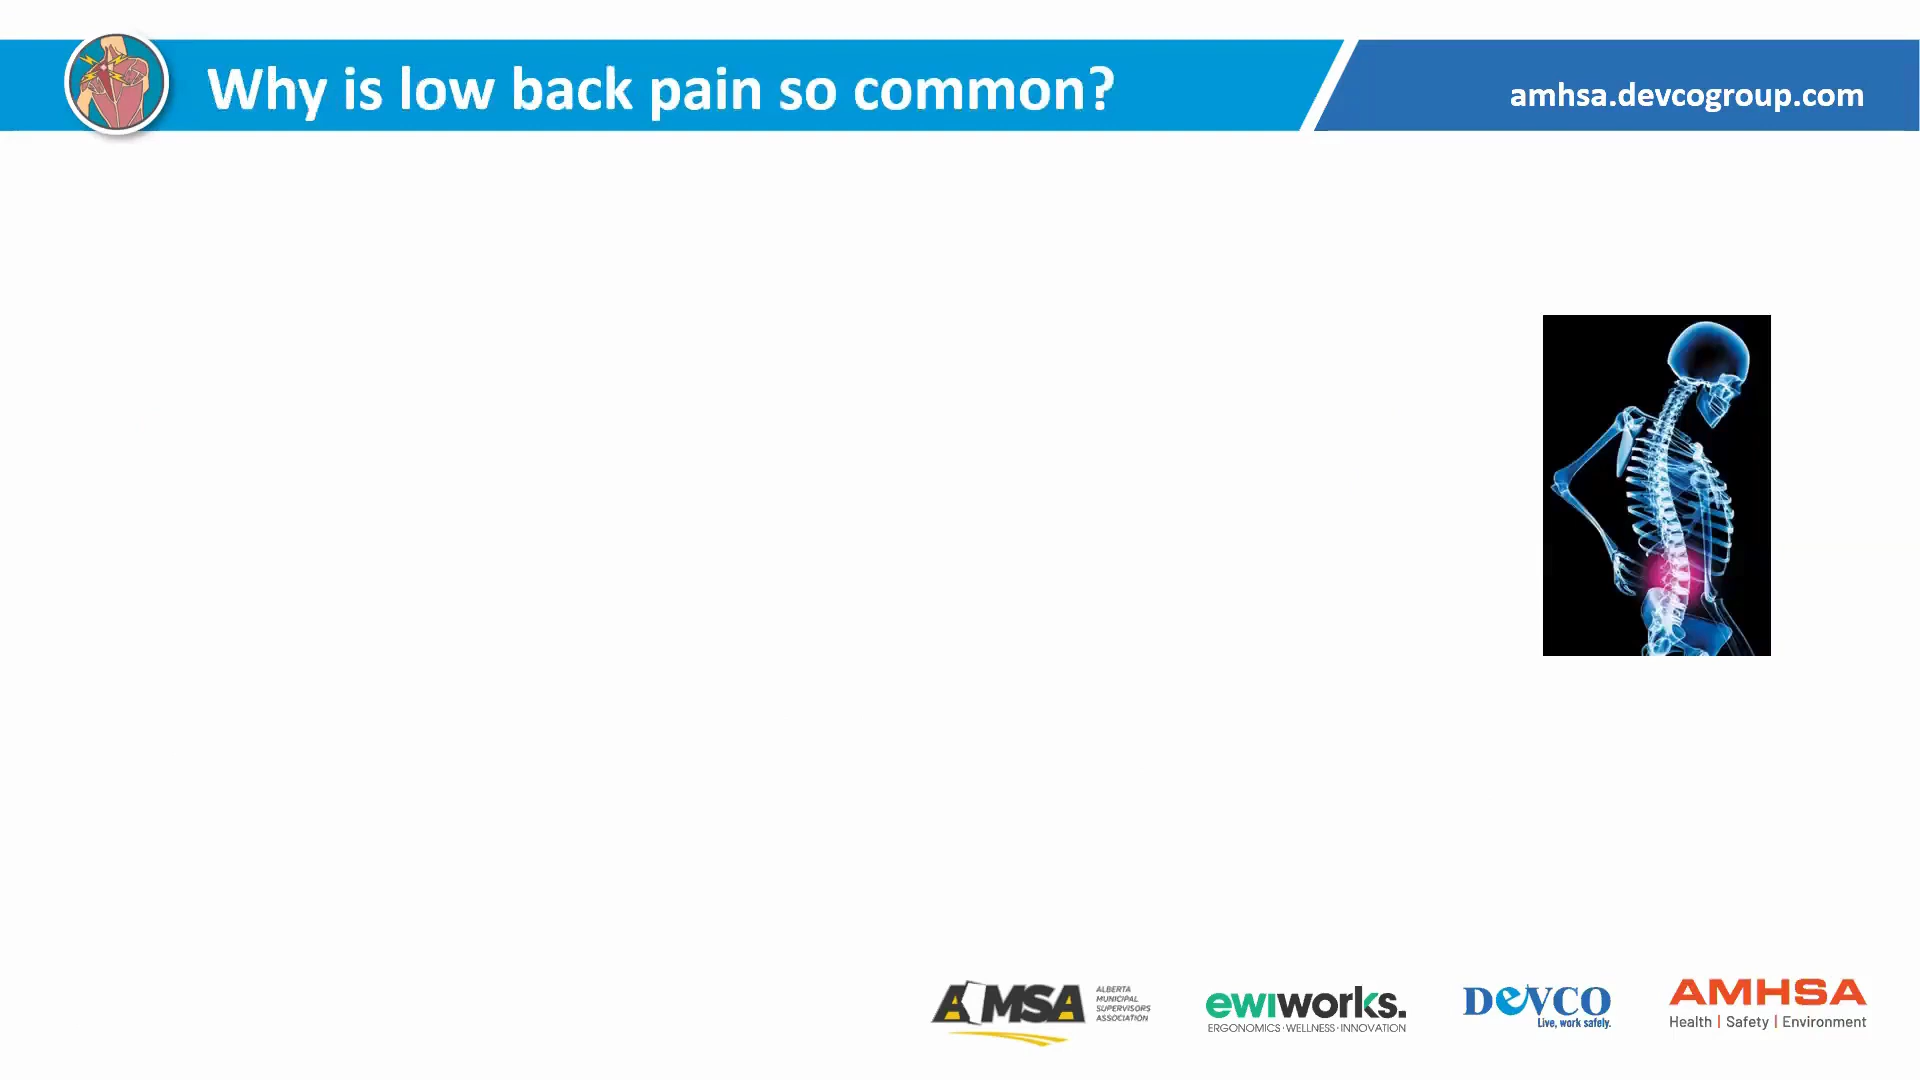 Why is low back pain so common?
amhsa.devcogroup.com
AMSA
ALBERTA
MUNICIPAL
SUPERVISORS
ASSOCIATION
ewiworks.
ERGONOMICS · WELLNESS · INNOVATION
DEVCO
Live, work safely.
AMHSA
Health | Safety | Environment